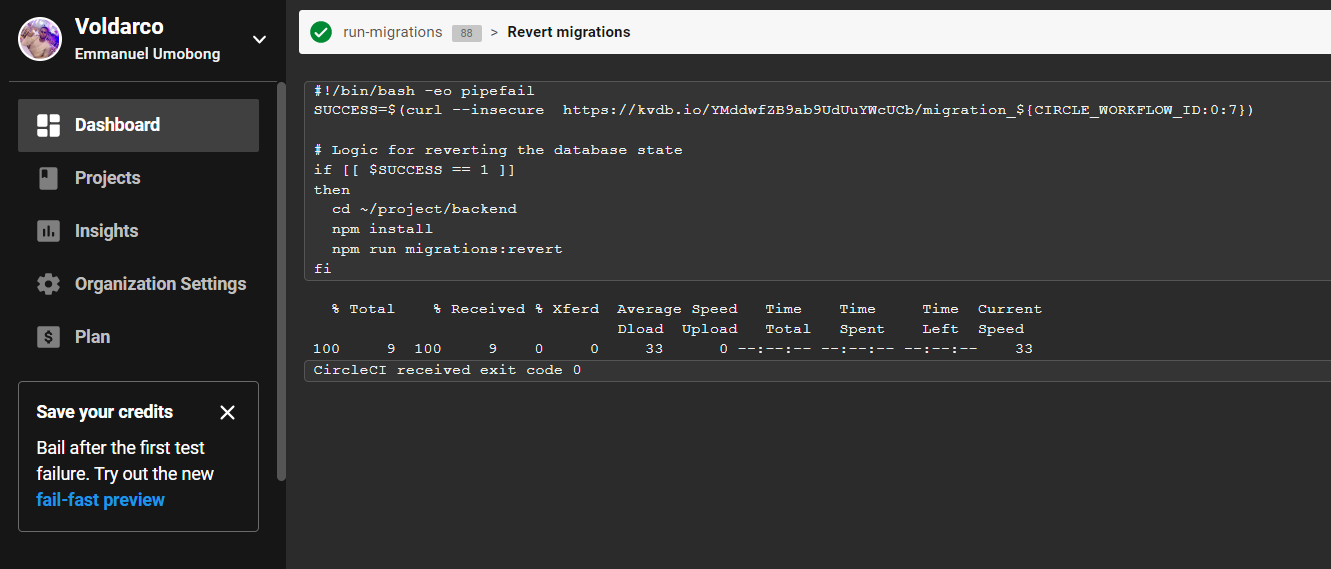 Voldarco
Emmanuel Umobong
Dashboard
Projects
Insights
Organization Settings
Plan
Save your credits
Bail after the first test
failure. Try out the new
fail-fast preview
run-migrations 88 > Revert migrations
#!/bin/bash -eo pipefail
SUCCESS=$(curl --insecure  https://kvdb.io/YMddwfZB9ab9UdUuYWcUCb/migration_${CIRCLE_WORKFLOW_ID:0:7})
# Logic for reverting the database state
if [[ $SUCCESS == 1 ]]
then
  cd ~/project/backend
  npm install
  npm run migrations:revert
fi
  % Total    % Received % Xferd  Average Speed   Time    Time     Time  Current
                                 Dload  Upload   Total   Spent    Left  Speed
100     9  100     9    0     0     33      0 --:--:-- --:--:-- --:--:--    33
CircleCI received exit code 0